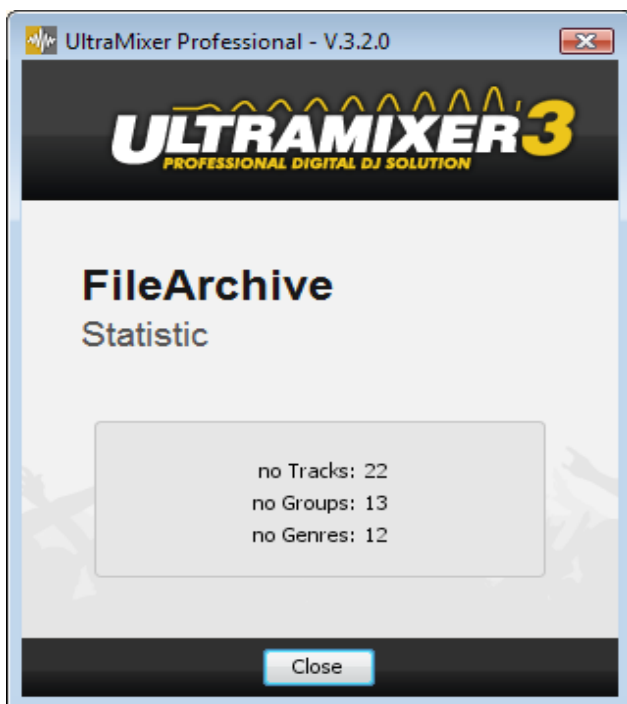 UltraMixer Professional - V.3.2.0
ULTRAMIXER3
PROFESSIONAL DIGITAL DJ SOLUTION
FileArchive
Statistic
no Tracks: 22
no Groups: 13
no Genres: 12
Close